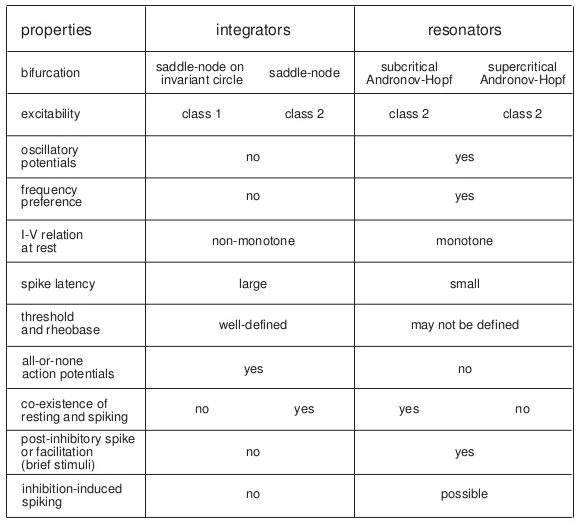 properties integrators resonators
bifurcation saddle-node on invariant circle saddle-node subcritical Andronov-Hopf supercritical Andronov-Hopf
excitability class 1 class 2 class 2 class 2
oscillatory potentials no yes
frequency preference no yes
I-V relation at rest non-monotone monotone
spike latency large small
threshold and rheobase well-defined may not be defined
all-or-none action potentials yes no
co-existence of resting and spiking no yes yes no
post-inhibitory spike or facilitation (brief stimuli) no yes
inhibition-induced spiking no possible